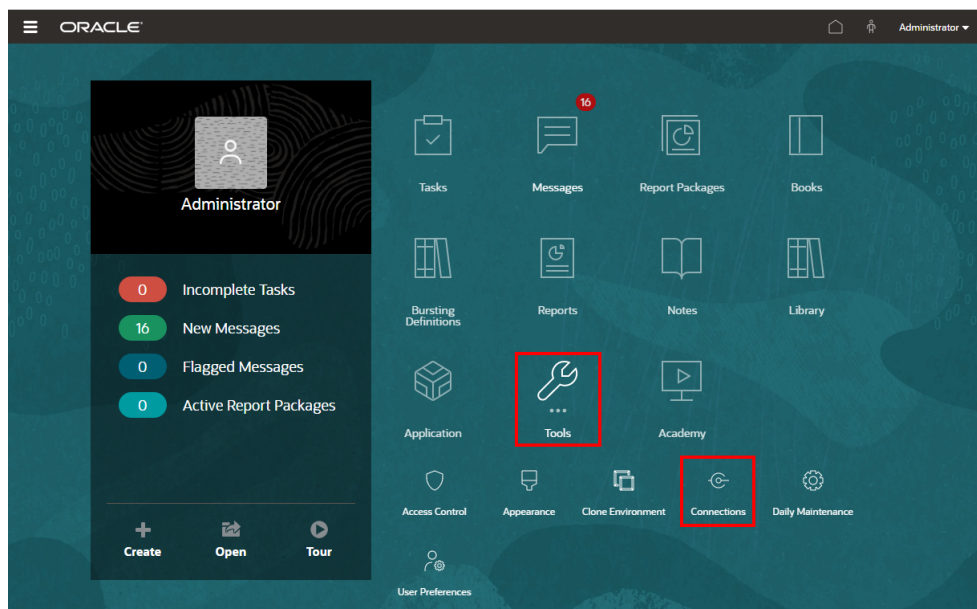 ORACLE
Administrator
16
Tasks
Messages
Report Packages
Books
Administrator
0 Incomplete Tasks
16 New Messages
0 Flagged Messages
0 Active Report Packages
Bursting
Definitions
Reports
Notes
Library
Application
Tools
Academy
Access Control
Appearance
Clone Environment
Connections
Daily Maintenance
Create
Open
Tour
User Preferences